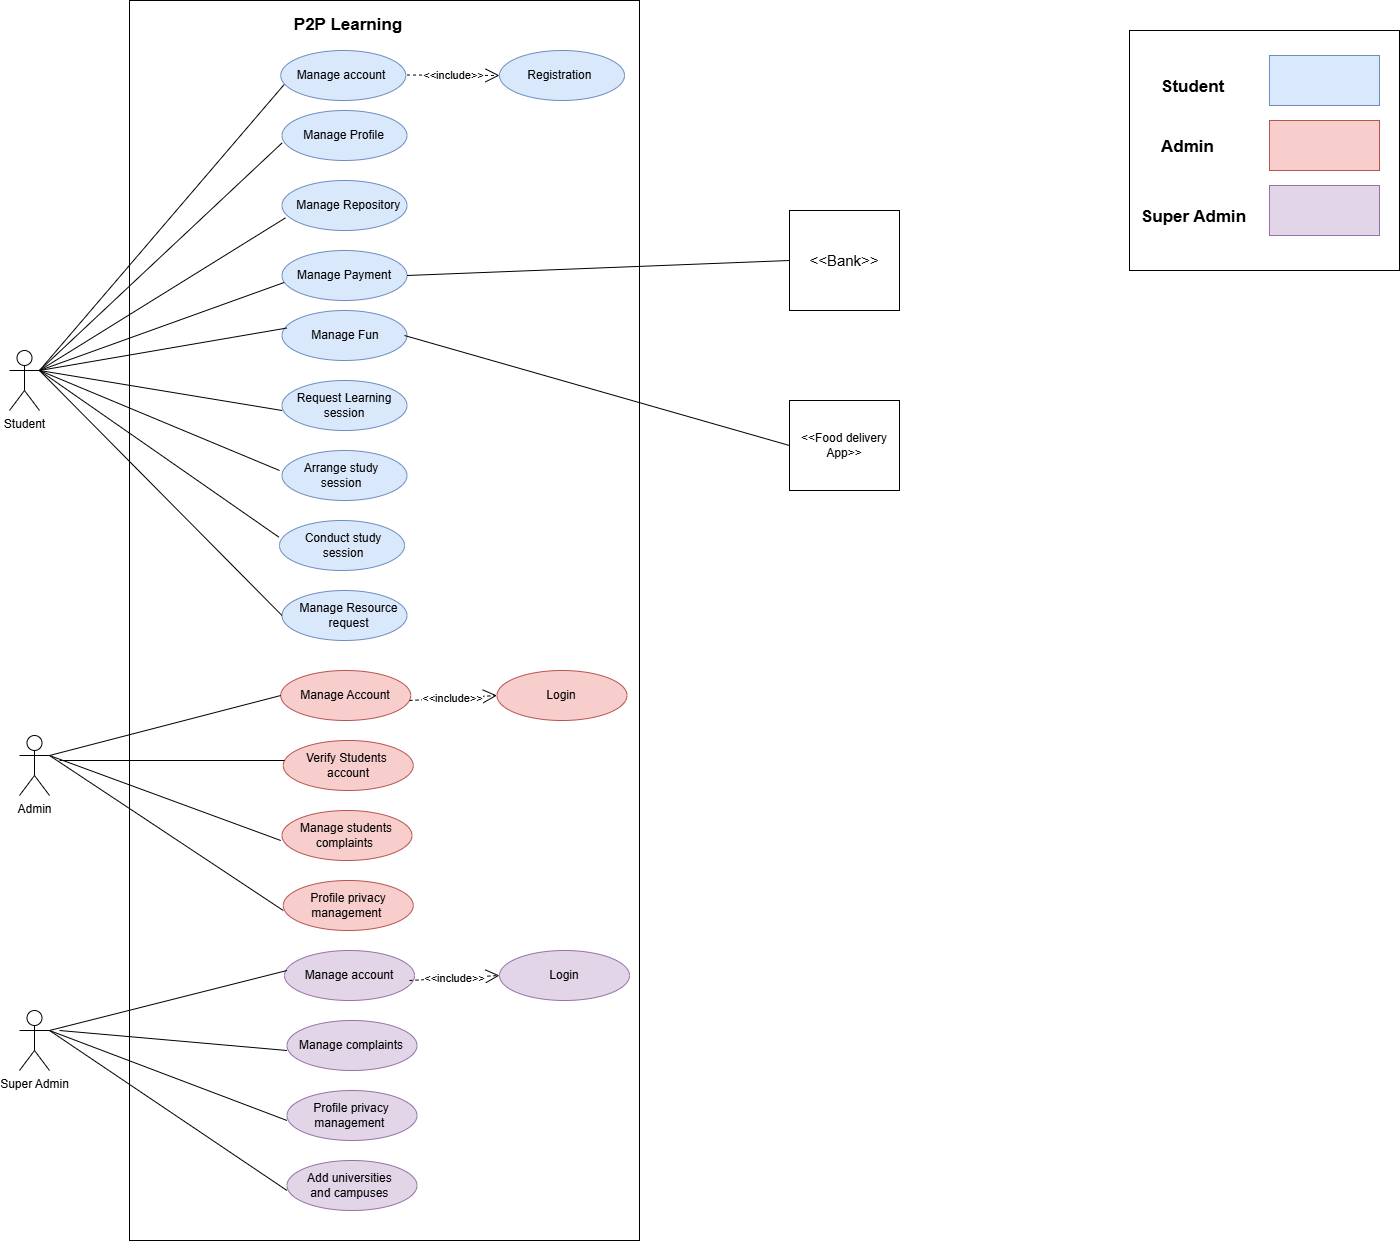 P2P Learning
Manage account
<<include>>
Registration
Manage Profile
Manage Repository
Manage Payment
<<Bank>>
Manage Fun
Student
Request Learning
session
<<Food delivery
App>>
Arrange study
session
Conduct study
session
Manage Resource
request
Manage Account
<<include>>
Login
Verify Students
account
Admin
Manage students
complaints
Profile privacy
management
Manage account
<<include>>
Login
Manage complaints
Super Admin
Profile privacy
management
Add universities
and campuses
Student
Admin
Super Admin